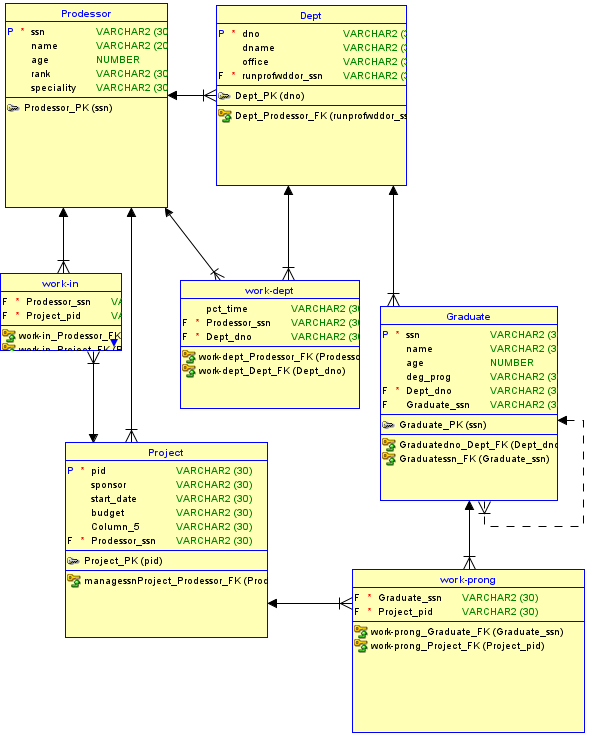 Prodessor
P * ssn VARCHAR2 (30
name VARCHAR2 (20
age NUMBER
rank VARCHAR2 (30
speciality VARCHAR2 (30
Prodessor_PK (ssn)
Dept
P * dno VARCHAR2 (3
dname VARCHAR2 (3
office VARCHAR2 (3
F * runprofwddor_ssn VARCHAR2 (3
Dept_PK (dno)
Dept_Prodessor_FK (runprofwddor_ss
work-in
F * Prodessor_ssn VA
F * Project_pid VA
work-in_Prodessor_FK
work-in_Project_FK (P
work-dept
pct_time VARCHAR2 (30
F * Prodessor_ssn VARCHAR2 (30
F * Dept_dno VARCHAR2 (30
work-dept_Prodessor_FK (Prodesso
work-dept_Dept_FK (Dept_dno)
Graduate
P * ssn VARCHAR2 (3
name VARCHAR2 (3
age NUMBER
deg_prog VARCHAR2 (3
F * Dept_dno VARCHAR2 (3
F Graduate_ssn VARCHAR2 (3
Graduate_PK (ssn)
Graduatedno_Dept_FK (Dept_dno
Graduatessn_FK (Graduate_ssn)
Project
P * pid VARCHAR2 (30)
sponsor VARCHAR2 (30)
start_date VARCHAR2 (30)
budget VARCHAR2 (30)
Column_5 VARCHAR2 (30)
F * Prodessor_ssn VARCHAR2 (30)
Project_PK (pid)
managessnProject_Prodessor_FK (Prod
work-prong
F * Graduate_ssn VARCHAR2 (30)
F * Project_pid VARCHAR2 (30)
work-prong_Graduate_FK (Graduate_ssn)
work-prong_Project_FK (Project_pid)